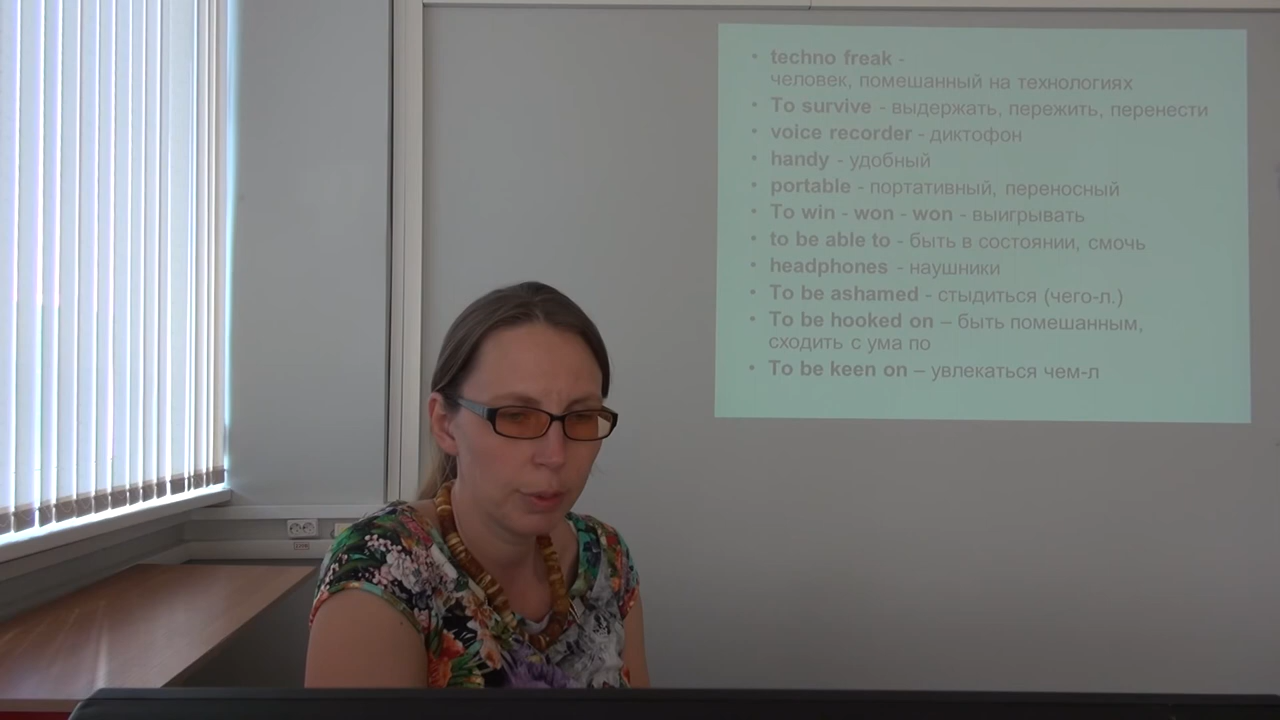 techno freak -
человек, помешанный на технологиях
To survive - выдержать, пережить, перенести
voice recorder - диктофон
handy - удобный
portable - портативный, переносный
To win - won - won - выигрывать
to be able to - быть в состоянии, смочь
headphones - наушники
To be ashamed - стыдиться (чего-л.)
To be hooked on – быть помешанным,
сходить с ума по
To be keen on – увлекаться чем-л